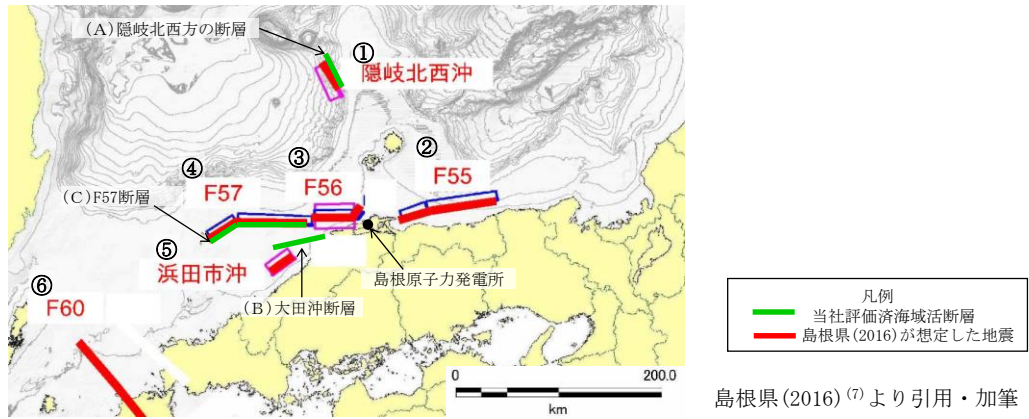 (A)隠岐北西方の断層
①
隠岐北西沖
④
F57
③
F56
②
F55
(C)F57断層
⑤
浜田市沖
(B)大田沖断層
島根原子力発電所
⑥
F60
0
200.0
km
凡例
当社評価済海域活断層
島根県(2016)が想定した地震
島根県(2016)(7)より引用・加筆